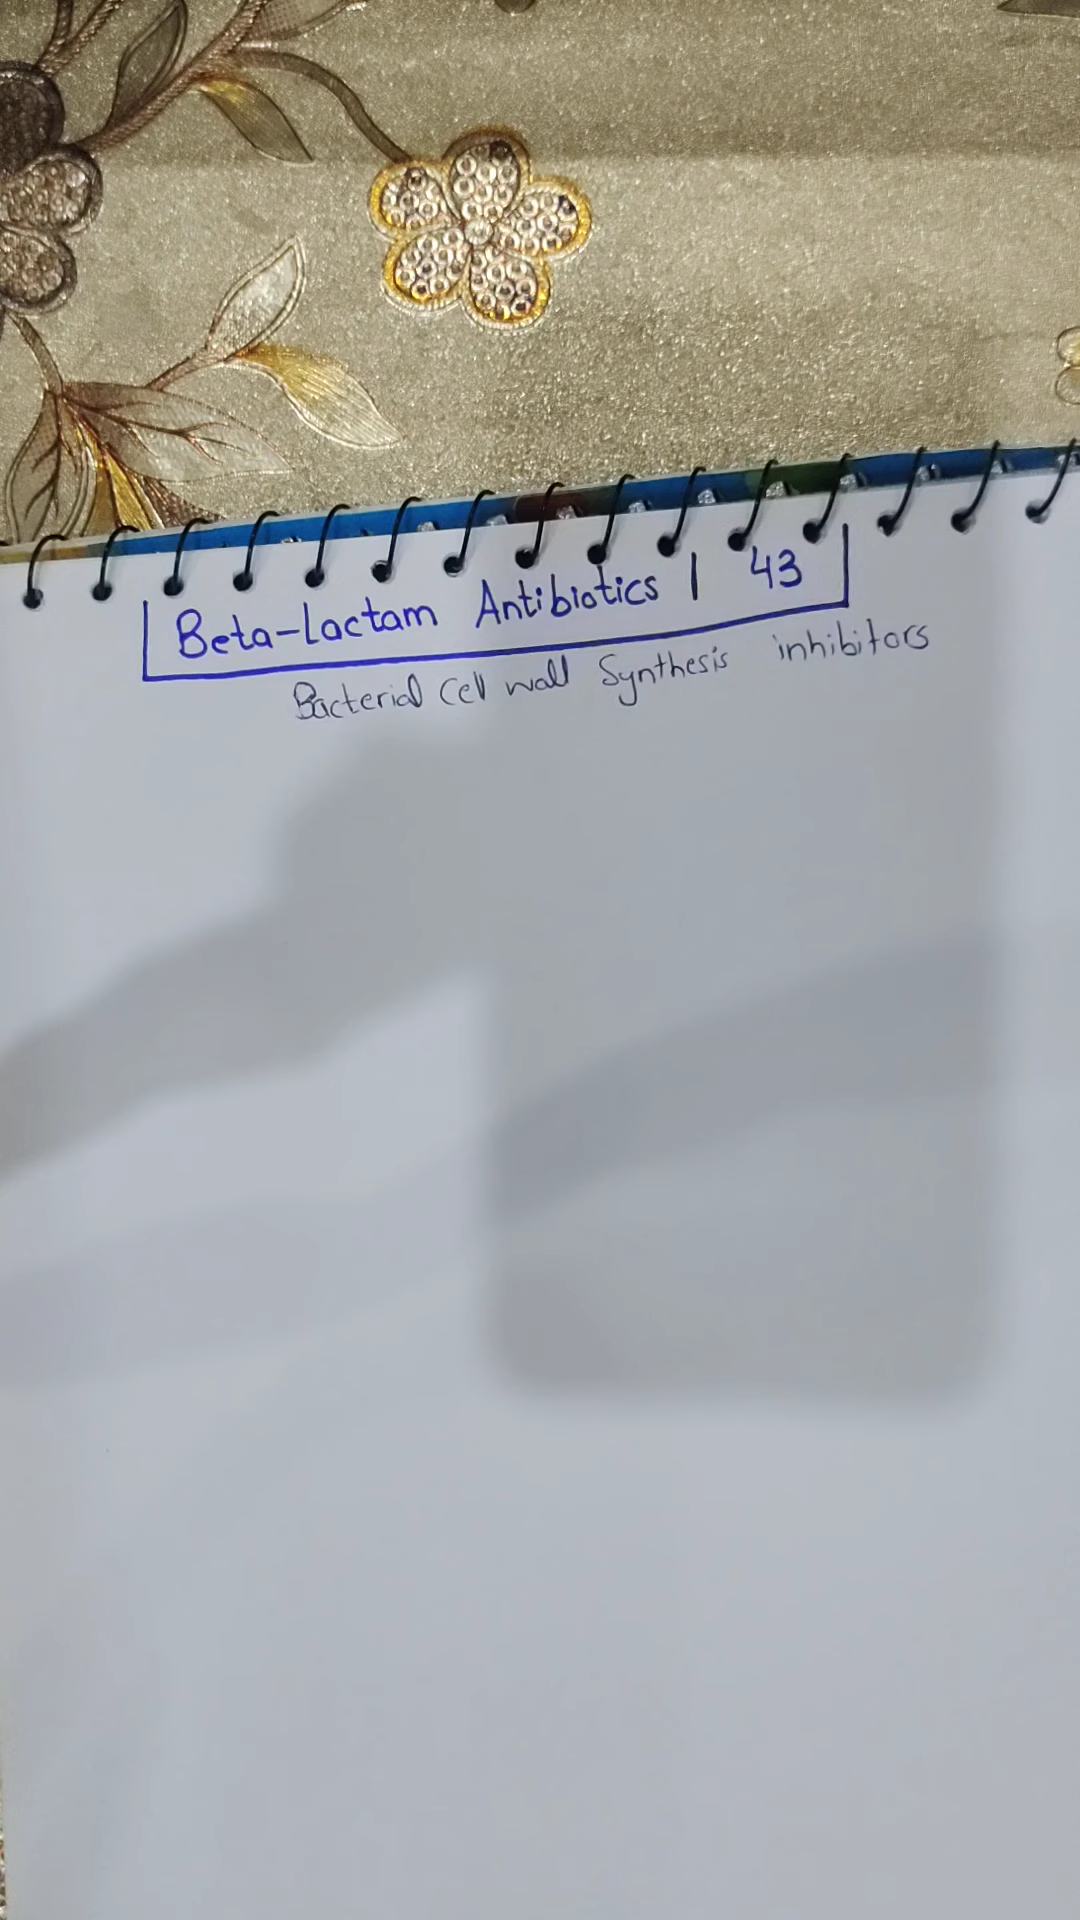 Beta-Lactam Antibiotics | 43
Bacterial Cell wall Synthesis inhibitors